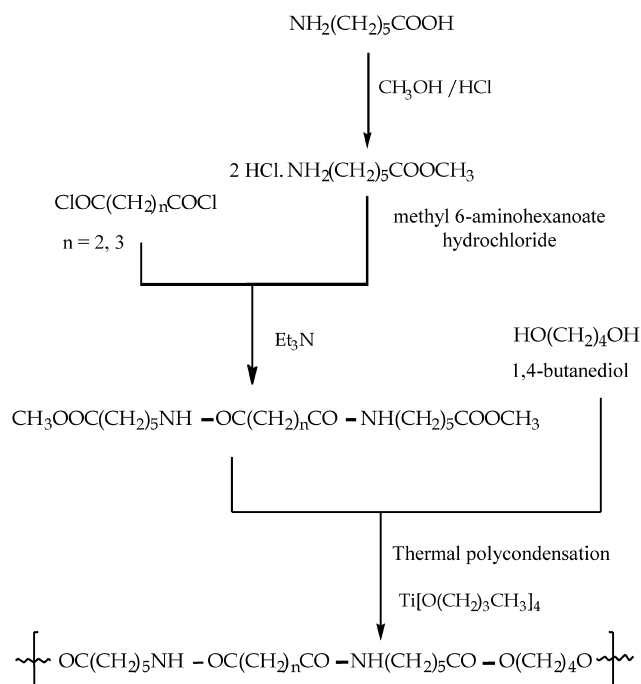 NH₂(CH₂)₅COOH
CH₃OH /HCl
2 HCl. NH₂(CH₂)₅COOCH₃
ClOC(CH₂)ₙCOCl
n = 2, 3
methyl 6-aminohexanoate
hydrochloride
Et₃N
HO(CH₂)₄OH
1,4-butanediol
CH₃OOC(CH₂)₅NH –OC(CH₂)ₙCO –NH(CH₂)₅COOCH₃
Thermal polycondensation
Ti[O(CH₂)₃CH₃]₄
OC(CH₂)₅NH –OC(CH₂)ₙCO –NH(CH₂)₅CO –O(CH₂)₄O